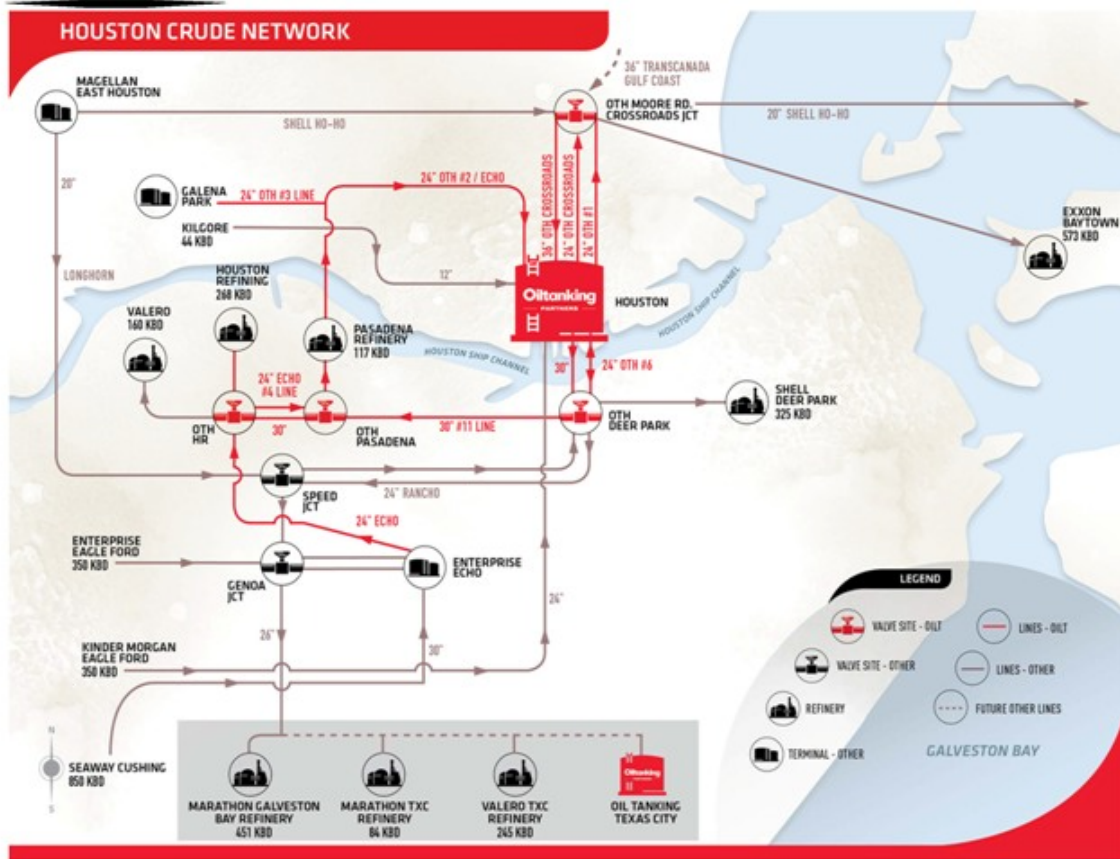 HOUSTON CRUDE NETWORK
MAGELLAN
EAST HOUSTON
SHELL HO-HO
36" TRANSCANADA
GULF COAST
OTH MOORE RD.
CROSSROADS JCT
20" SHELL HO-HO
20"
GALENA
PARK
24" OTH #3 LINE
24" OTH #2 / ECHO
36" OTH CROSSROADS
24" OTH CROSSROADS
24" OTH #1
KILGORE
44 KBD
EXXON
BAYTOWN
573 KBD
LONGHORN
HOUSTON
REFINING
268 KBD
12"
Oiltanking
PARTNERS
HOUSTON
HOUSTON SHIP CHANNEL
VALERO
160 KBD
PASADENA
REFINERY
117 KBD
HOUSTON SHIP CHANNEL
30"
24" OTH #6
24" ECHO
#4 LINE
SHELL
DEER PARK
325 KBD
OTH
HR
30"
OTH
PASADENA
30" #11 LINE
OTH
DEER PARK
SPEED
JCT
24" RANCHO
24" ECHO
ENTERPRISE
EAGLE FORD
350 KBD
GENOA
JCT
ENTERPRISE
ECHO
24"
26"
30"
KINDER MORGAN
EAGLE FORD
350 KBD
N
S
SEAWAY CUSHING
850 KBD
MARATHON GALVESTON
BAY REFINERY
451 KBD
MARATHON TXC
REFINERY
84 KBD
VALERO TXC
REFINERY
245 KBD
Oiltanking
OIL TANKING
TEXAS CITY
LEGEND
VALVE SITE - OILT
LINES - OILT
VALVE SITE - OTHER
LINES - OTHER
REFINERY
FUTURE OTHER LINES
TERMINAL - OTHER
GALVESTON BAY